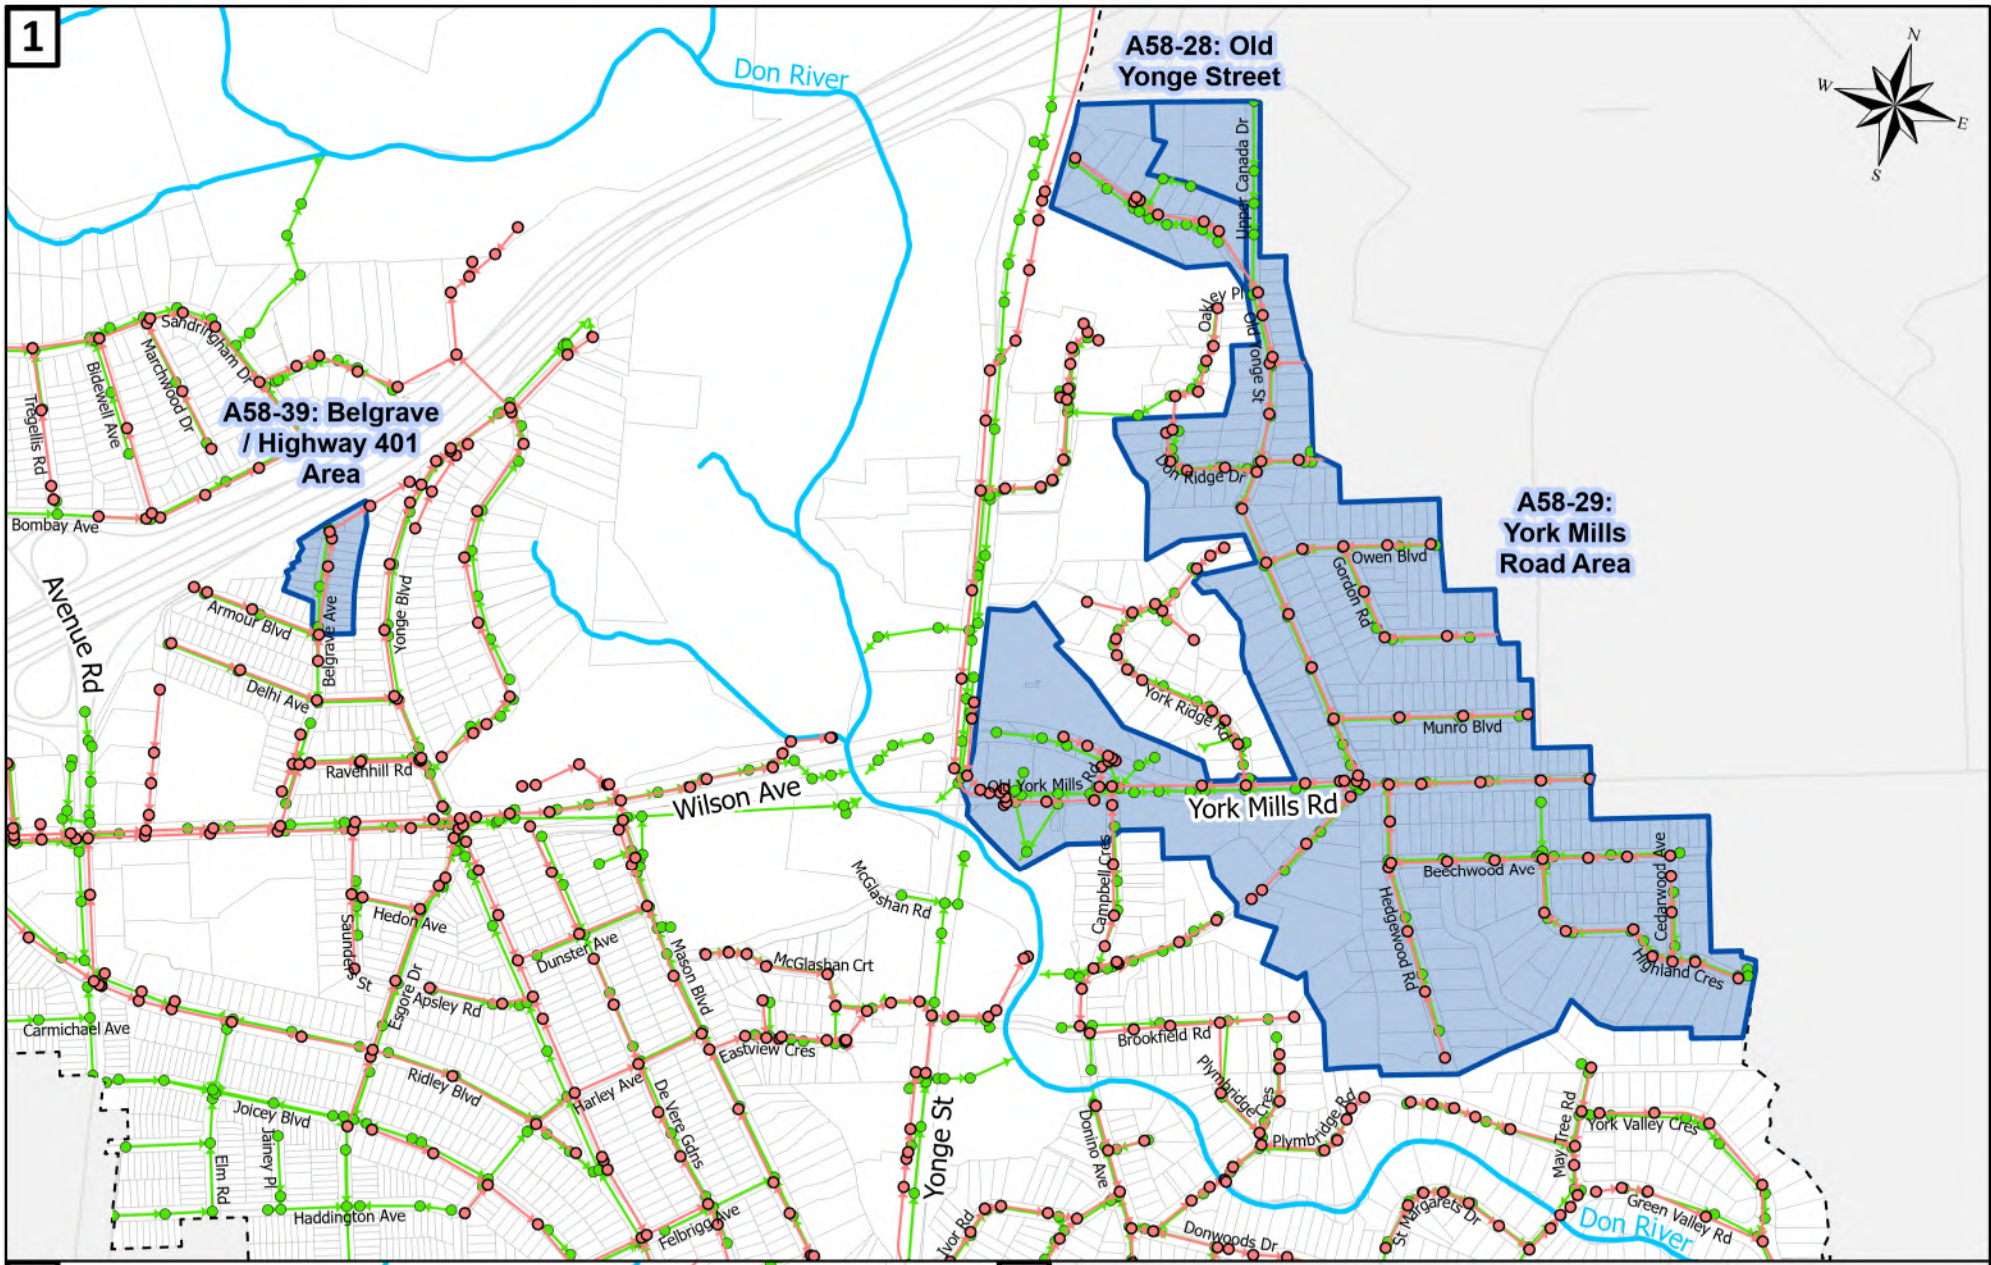 1
A58-28: Old
Yonge Street
N
W
E
S
Don River
Upper Canada Dr
Oakley Pl
Old Yonge St
Sandringham Dr
Marchwood Dr
Bidewell Ave
Tregellis Rd
A58-39: Belgrave
/ Highway 401
Area
Bombay Ave
Don Ridge Dr
A58-29:
York Mills
Road Area
Owen Blvd
Gordon Rd
Avenue Rd
Armour Blvd
Belgrave Ave
Yonge Blvd
Delhi Ave
York Ridge Rd
Munro Blvd
Ravenhill Rd
Wilson Ave
Old York Mills Rd
York Mills Rd
Campbell Cres
Beechwood Ave
Cedarwood Ave
McGlashan Rd
Hedon Ave
Saunders St
Dunster Ave
Mason Blvd
McGlashan Crt
Hedgewood Rd
Highland Cres
Esgore Dr
Apsley Rd
Carmichael Ave
Eastview Cres
Brookfield Rd
Ridley Blvd
Harley Ave
De Vere Gdns
Plymbridge Cres
Plymbridge Rd
Joicey Blvd
Jainey Pl
Elm Rd
Donino Ave
May Tree Rd
York Valley Cres
Yonge St
Haddington Ave
Felbrigg Ave
Ivor Rd
Donwoods Dr
St Margarets Dr
Green Valley Rd
Don River